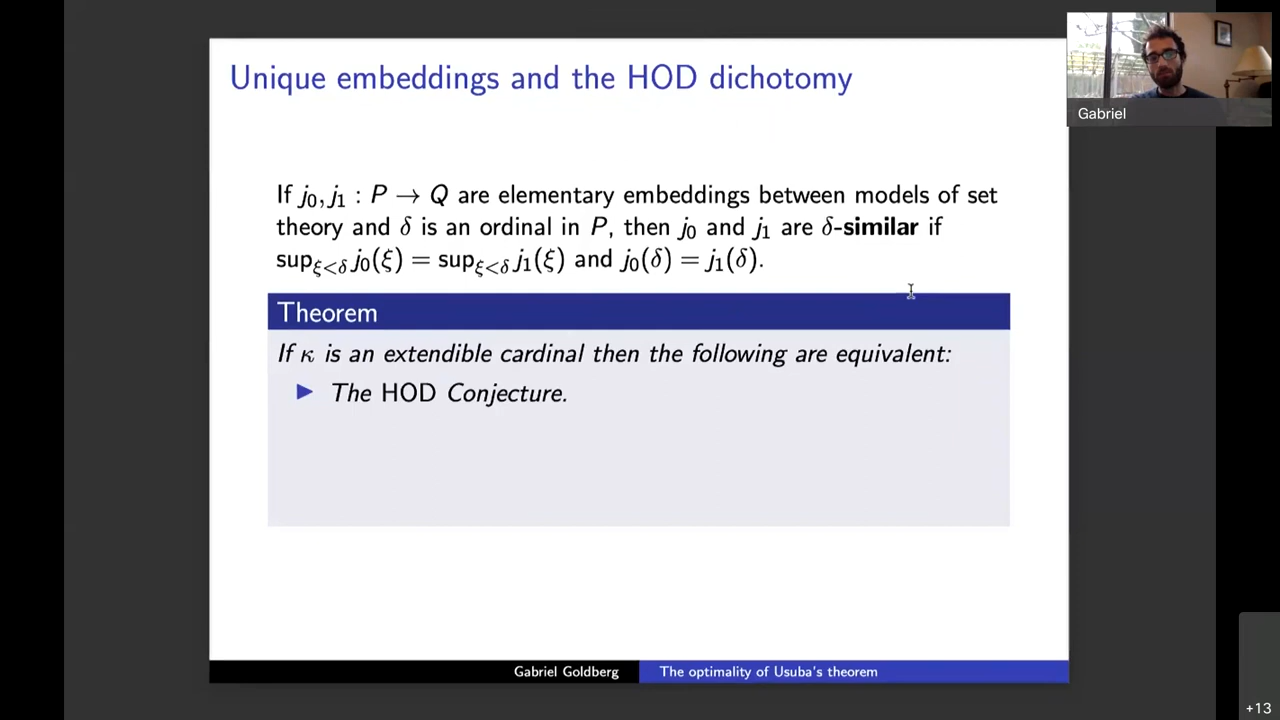 Unique embeddings and the HOD dichotomy
Gabriel
If j₀, j₁ : P → Q are elementary embeddings between models of set
theory and δ is an ordinal in P, then j₀ and j₁ are δ-similar if
sup_{ξ<δ} j₀(ξ) = sup_{ξ<δ} j₁(ξ) and j₀(δ) = j₁(δ).
Theorem
If κ is an extendible cardinal then the following are equivalent:
▶ The HOD Conjecture.
Gabriel Goldberg
The optimality of Usuba's theorem
+13